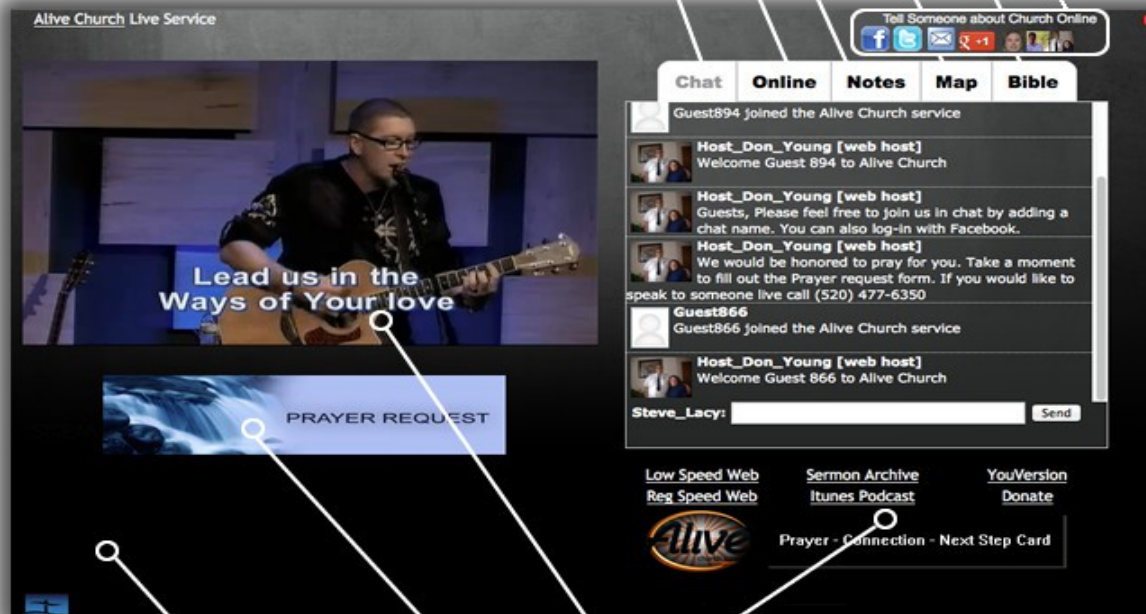 Alive Church Live Service
Tell Someone about Church Online
+1
Chat Online Notes Map Bible
Guest894 joined the Alive Church service
Host_Don_Young [web host]
Welcome Guest 894 to Alive Church
Host_Don_Young [web host]
Guests, Please feel free to join us in chat by adding a
chat name. You can also log-in with Facebook.
Host_Don_Young [web host]
We would be honored to pray for you. Take a moment
to fill out the Prayer request form. If you would like to
speak to someone live call (520) 477-6350
Guest866
Guest866 joined the Alive Church service
Host_Don_Young [web host]
Welcome Guest 866 to Alive Church
Steve_Lacy: Send
Lead us in the
Ways of Your love
PRAYER REQUEST
Low Speed Web Sermon Archive YouVersion
Reg Speed Web Itunes Podcast Donate
Alive
Prayer - Connection - Next Step Card